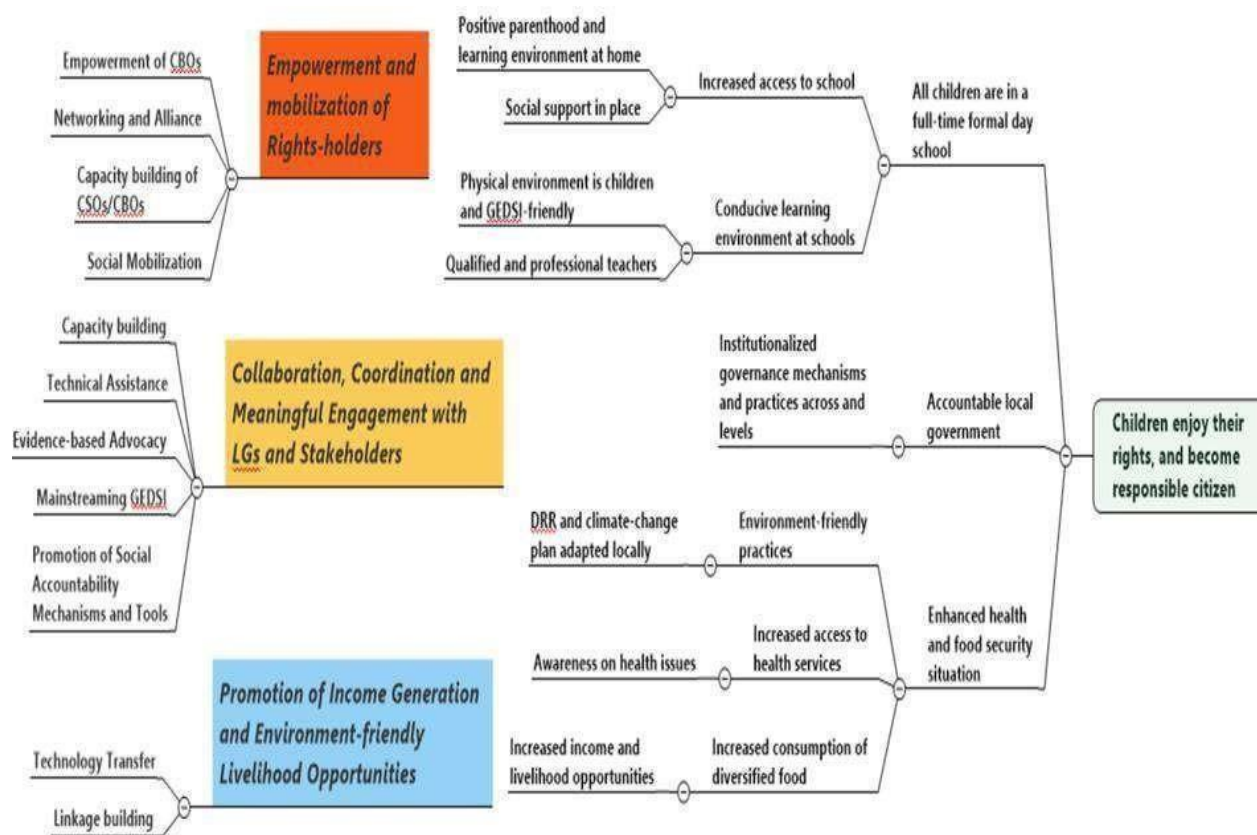 Empowerment of CBOs
Networking and Alliance
Capacity building of
CSOs/CBOs
Social Mobilization
Empowerment and
mobilization of
Rights-holders
Capacity building
Technical Assistance
Evidence-based Advocacy
Mainstreaming GEDSI
Promotion of Social
Accountability
Mechanisms and Tools
Collaboration, Coordination and
Meaningful Engagement with
LGs and Stakeholders
Technology Transfer
Linkage building
Promotion of Income Generation
and Environment-friendly
Livelihood Opportunities
Positive parenthood and
learning environment at home
Social support in place
Increased access to school
Physical environment is children
and GEDSI-friendly
Qualified and professional teachers
Conducive learning
environment at schools
All children are in a
full-time formal day
school
Institutionalized
governance mechanisms
and practices across and
levels
Accountable local
government
DRR and climate-change
plan adapted locally
Environment-friendly
practices
Awareness on health issues
Increased access to
health services
Increased income and
livelihood opportunities
Increased consumption of
diversified food
Enhanced health
and food security
situation
Children enjoy their
rights, and become
responsible citizen